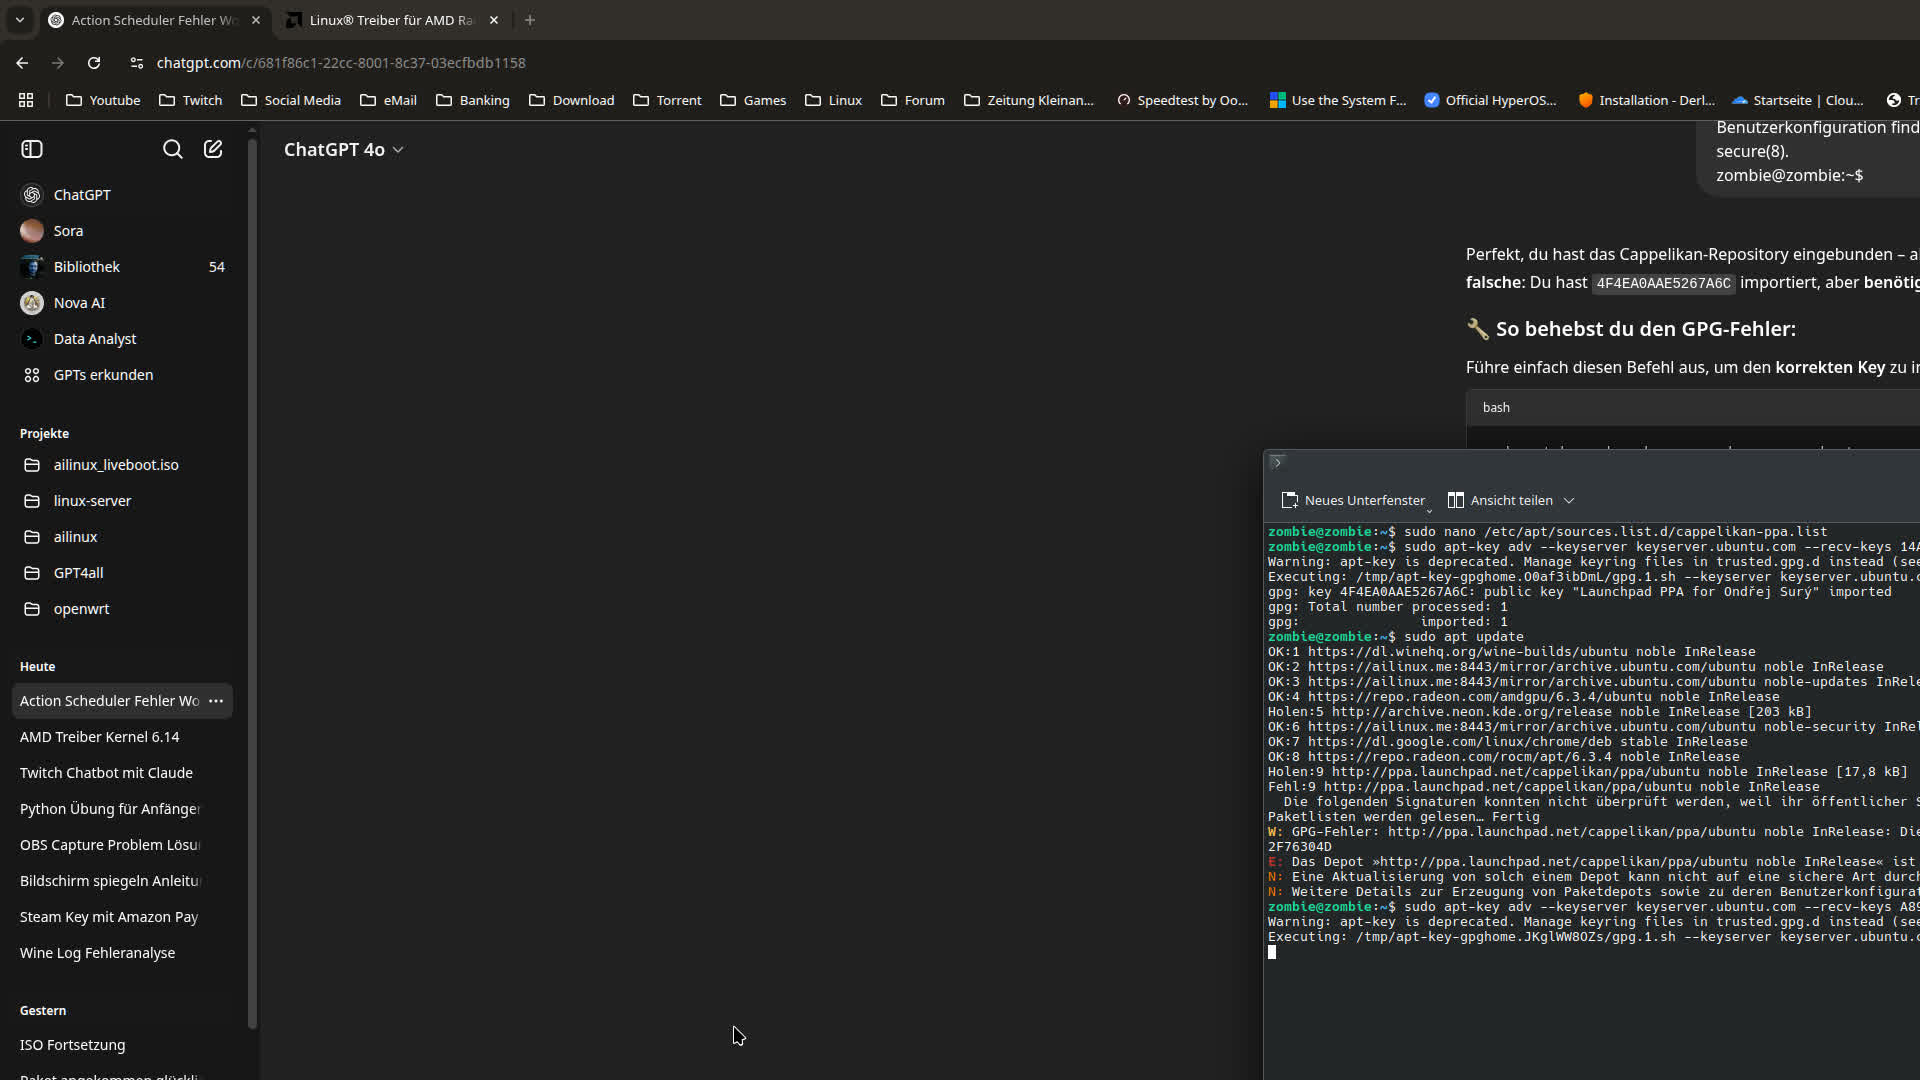 Action Scheduler Fehler Wo
Linux® Treiber für AMD Ra
chatgpt.com/c/681f86c1-22cc-8001-8c37-03ecfbdb1158
Youtube
Twitch
Social Media
eMail
Banking
Download
Torrent
Games
Linux
Forum
Zeitung Kleinan...
Speedtest by Oo...
Use the System F...
Official HyperOS...
Installation - Derl...
Startseite | Clou...
Tr
ChatGPT
Sora
Bibliothek 54
Nova AI
Data Analyst
GPTs erkunden
Projekte
ailinux_liveboot.iso
linux-server
ailinux
GPT4all
openwrt
Heute
Action Scheduler Fehler Wo
AMD Treiber Kernel 6.14
Twitch Chatbot mit Claude
Python Übung für Anfänger
OBS Capture Problem Lösu
Bildschirm spiegeln Anleitu
Steam Key mit Amazon Pay
Wine Log Fehleranalyse
Gestern
ISO Fortsetzung
Paket angekommen glückli
ChatGPT 4o
Benutzerkonfiguration find
secure(8).
zombie@zombie:~$
Perfekt, du hast das Cappelikan-Repository eingebunden – a
falsche: Du hast 4F4EA0AAE5267A6C importiert, aber benötig
🔧 So behebst du den GPG-Fehler:
Führe einfach diesen Befehl aus, um den korrekten Key zu i
bash
Neues Unterfenster
Ansicht teilen
zombie@zombie:~$ sudo nano /etc/apt/sources.list.d/cappelikan-ppa.list
zombie@zombie:~$ sudo apt-key adv --keyserver keyserver.ubuntu.com --recv-keys 14A
Warning: apt-key is deprecated. Manage keyring files in trusted.gpg.d instead (see
Executing: /tmp/apt-key-gpghome.O0af3ibDmL/gpg.1.sh --keyserver keyserver.ubuntu.c
gpg: key 4F4EA0AAE5267A6C: public key "Launchpad PPA for Ondřej Surý" imported
gpg: Total number processed: 1
gpg:               imported: 1
zombie@zombie:~$ sudo apt update
OK:1 https://dl.winehq.org/wine-builds/ubuntu noble InRelease
OK:2 https://ailinux.me:8443/mirror/archive.ubuntu.com/ubuntu noble InRelease
OK:3 https://ailinux.me:8443/mirror/archive.ubuntu.com/ubuntu noble-updates InRele
OK:4 https://repo.radeon.com/amdgpu/6.3.4/ubuntu noble InRelease
Holen:5 http://archive.neon.kde.org/release noble InRelease [203 kB]
OK:6 https://ailinux.me:8443/mirror/archive.ubuntu.com/ubuntu noble-security InRel
OK:7 https://dl.google.com/linux/chrome/deb stable InRelease
OK:8 https://repo.radeon.com/rocm/apt/6.3.4 noble InRelease
Holen:9 http://ppa.launchpad.net/cappelikan/ppa/ubuntu noble InRelease [17,8 kB]
Fehl:9 http://ppa.launchpad.net/cappelikan/ppa/ubuntu noble InRelease
Die folgenden Signaturen konnten nicht überprüft werden, weil ihr öffentlicher S
Paketlisten werden gelesen… Fertig
W: GPG-Fehler: http://ppa.launchpad.net/cappelikan/ppa/ubuntu noble InRelease: Die
2F76304D
E: Das Depot »http://ppa.launchpad.net/cappelikan/ppa/ubuntu noble InRelease« ist
N: Eine Aktualisierung von solch einem Depot kann nicht auf eine sichere Art durch
N: Weitere Details zur Erzeugung von Paketdepots sowie zu deren Benutzerkonfigurat
zombie@zombie:~$ sudo apt-key adv --keyserver keyserver.ubuntu.com --recv-keys A89
Warning: apt-key is deprecated. Manage keyring files in trusted.gpg.d instead (see
Executing: /tmp/apt-key-gpghome.JKglWW8OZs/gpg.1.sh --keyserver keyserver.ubuntu.c